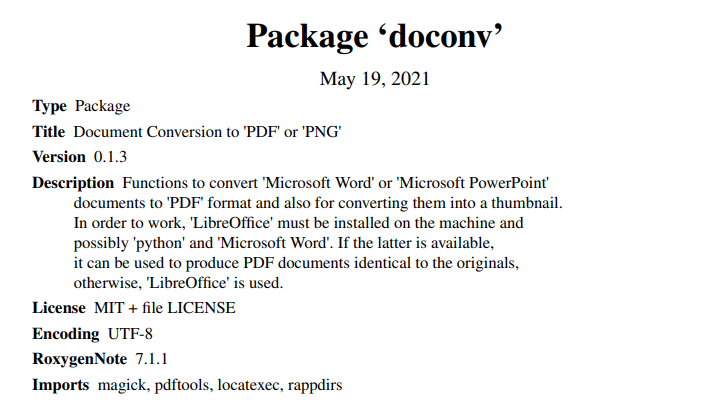 Package ‘doconv’
May 19, 2021
Type Package
Title Document Conversion to 'PDF' or 'PNG'
Version 0.1.3
Description Functions to convert 'Microsoft Word' or 'Microsoft PowerPoint'
documents to 'PDF' format and also for converting them into a thumbnail.
In order to work, 'LibreOffice' must be installed on the machine and
possibly 'python' and 'Microsoft Word'. If the latter is available,
it can be used to produce PDF documents identical to the originals,
otherwise, 'LibreOffice' is used.
License MIT + file LICENSE
Encoding UTF-8
RoxygenNote 7.1.1
Imports magick, pdftools, locatexec, rappdirs